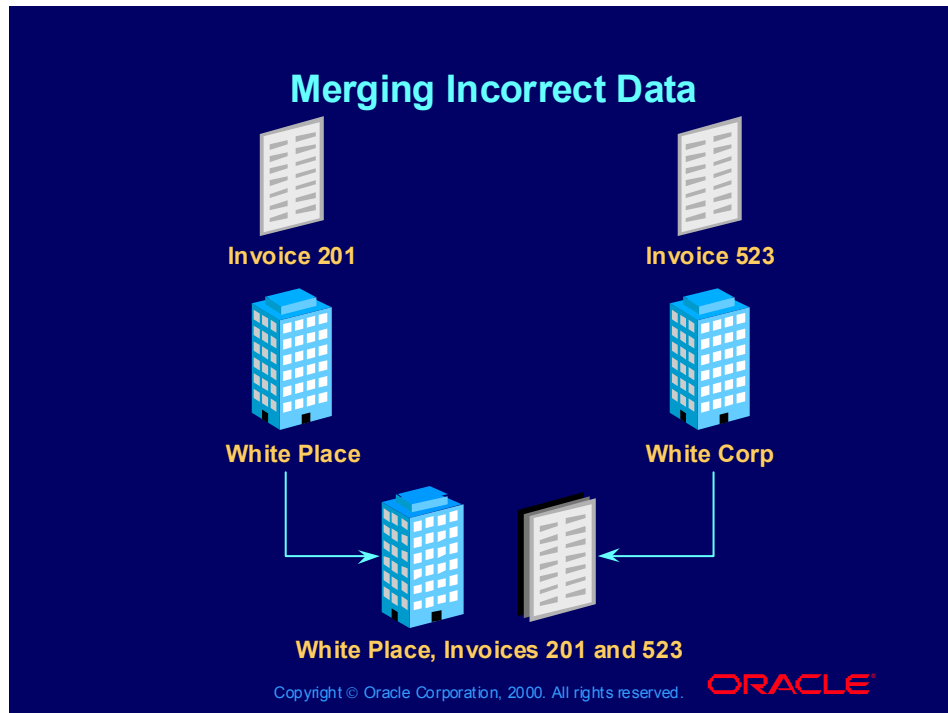 Merging Incorrect Data
Invoice 201
Invoice 523
White Place
White Corp
White Place, Invoices 201 and 523
Copyright © Oracle Corporation, 2000. All rights reserved.
ORACLE®